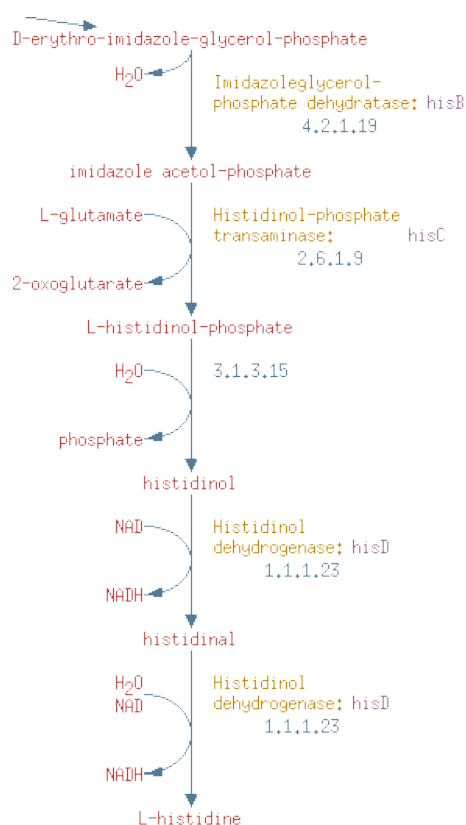 D-erythro-imidazole-glycerol-phosphate
H2O
Imidazoleglycerol-
phosphate dehydratase: hisB
4.2.1.19
imidazole acetol-phosphate
L-glutamate
Histidinol-phosphate
transaminase: hisC
2.6.1.9
2-oxoglutarate
L-histidinol-phosphate
H2O
3.1.3.15
phosphate
histidinol
NAD
Histidinol
dehydrogenase: hisD
1.1.1.23
NADH
histidinal
H2O
NAD
Histidinol
dehydrogenase: hisD
1.1.1.23
NADH
L-histidine